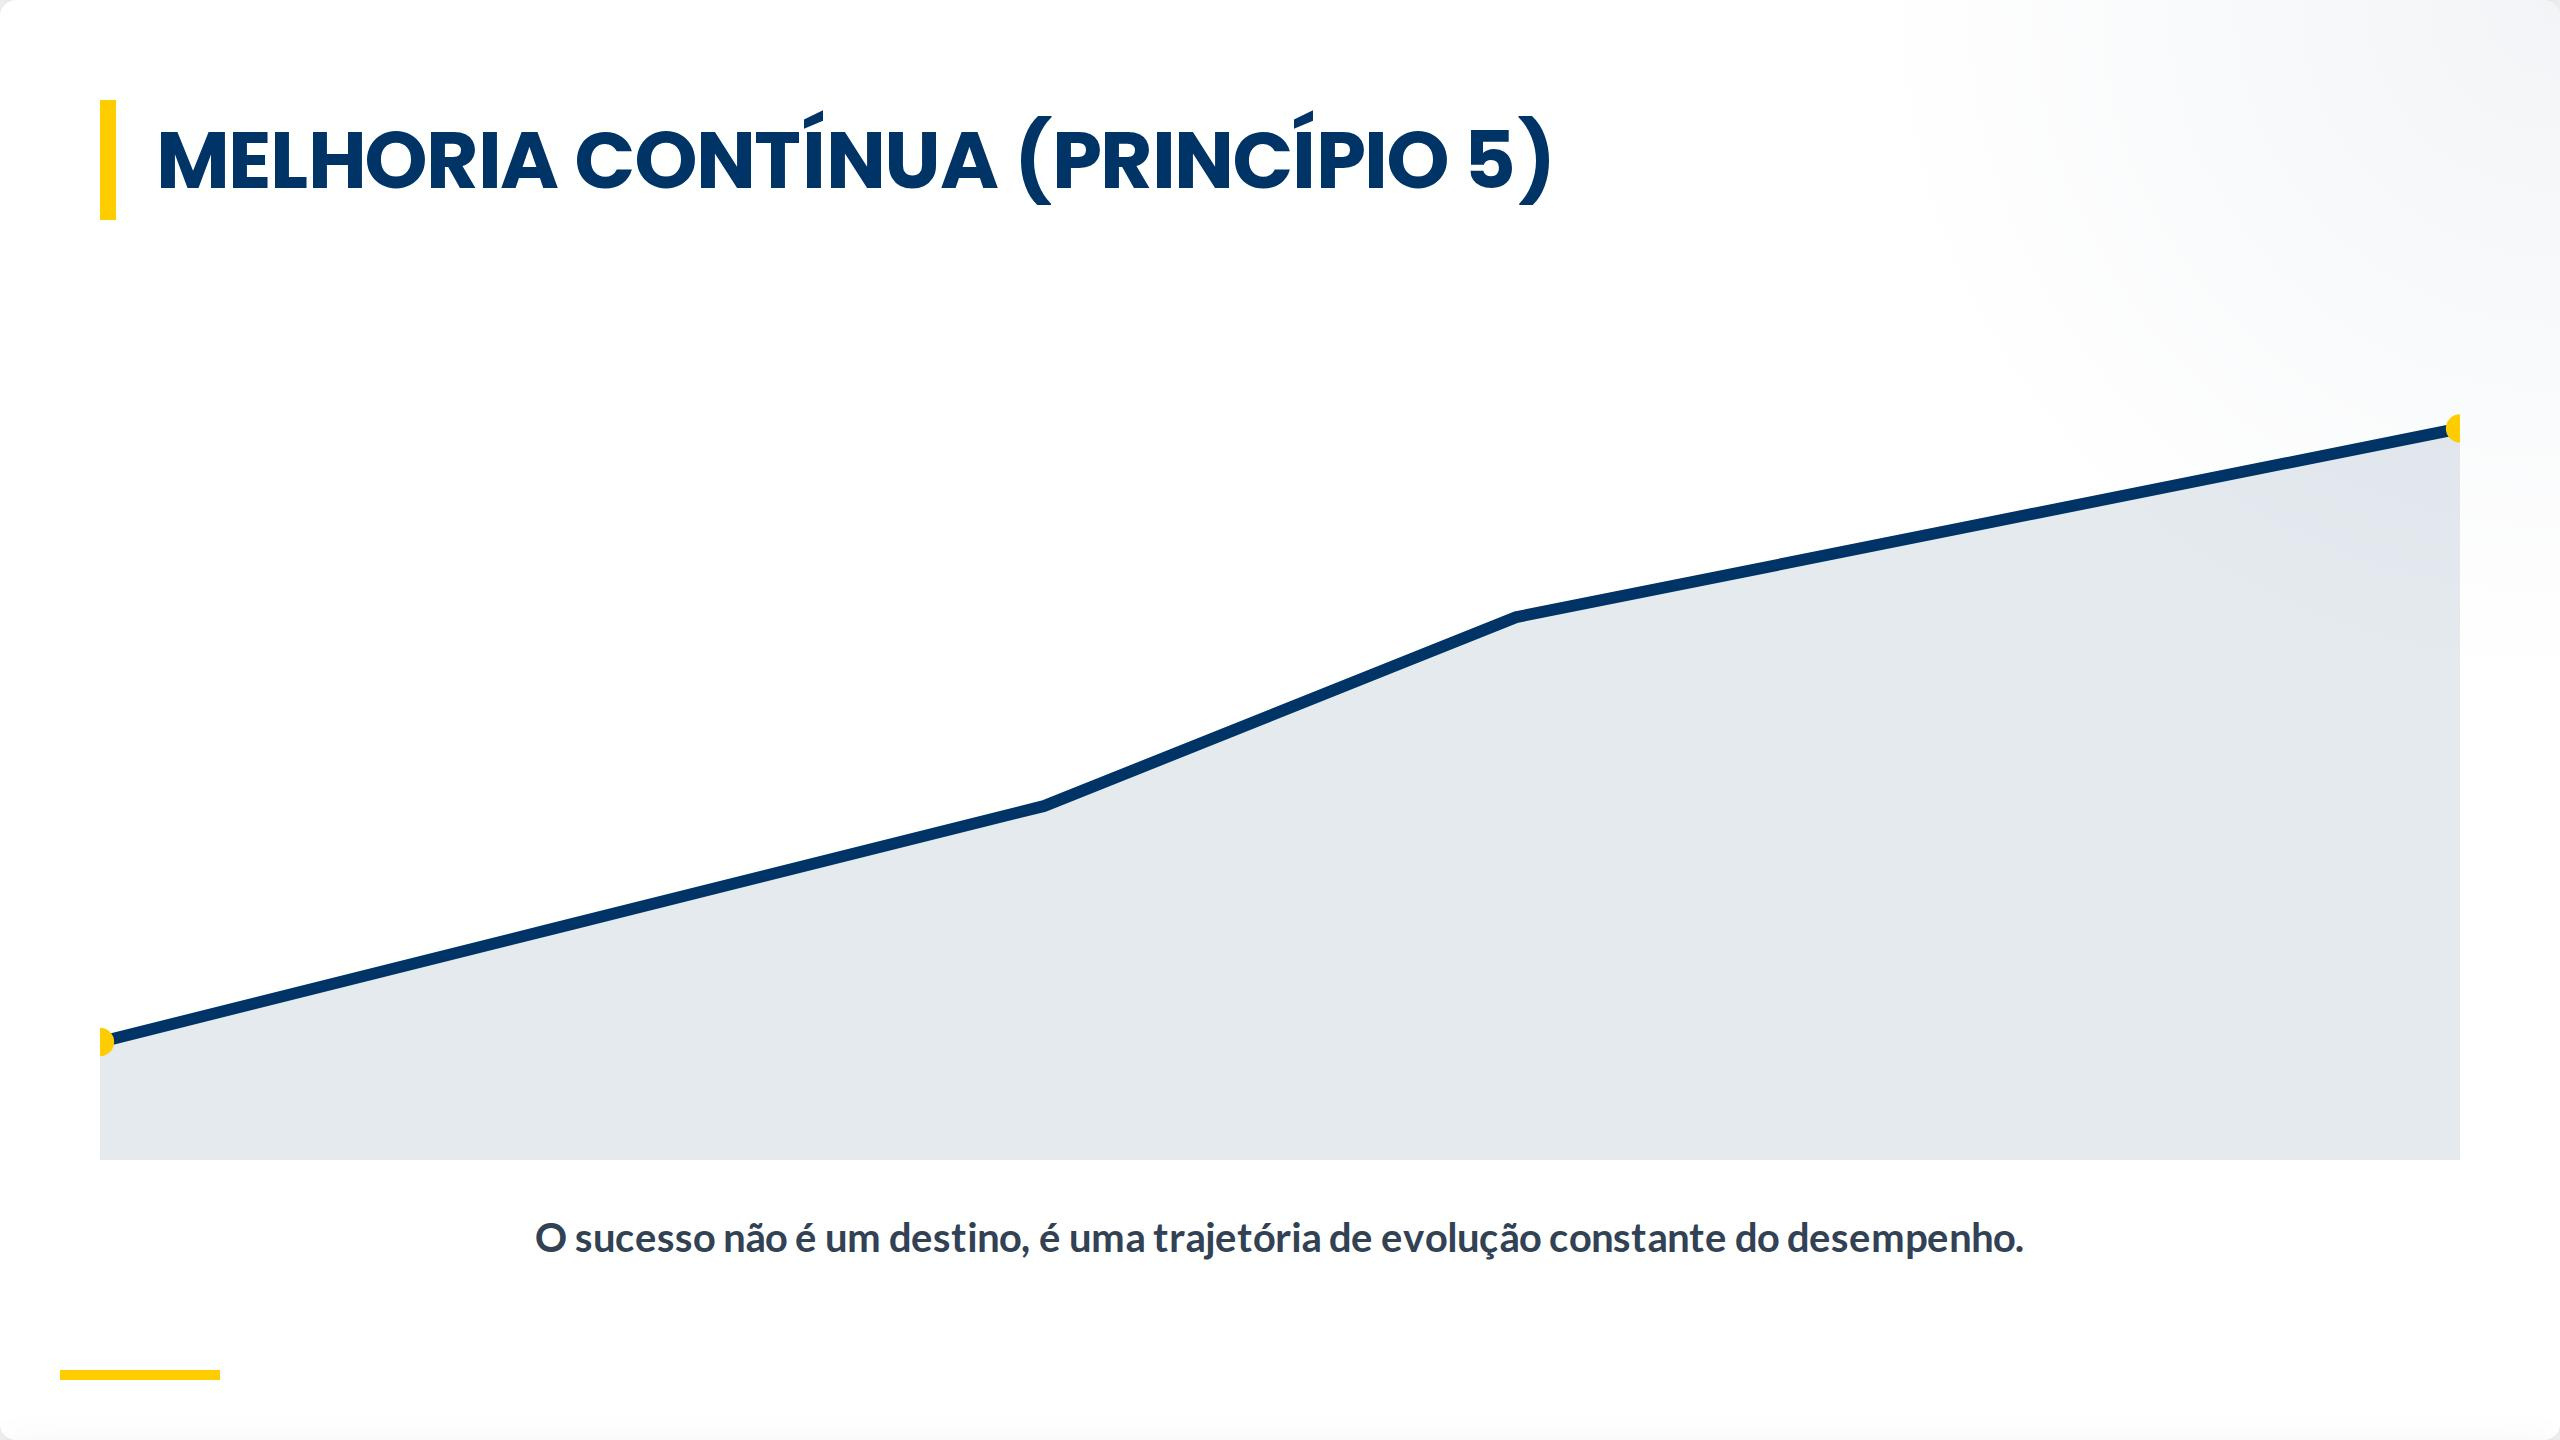 MELHORIA CONTÍNUA (PRINCÍPIO 5)
O sucesso não é um destino, é uma trajetória de evolução constante do desempenho.